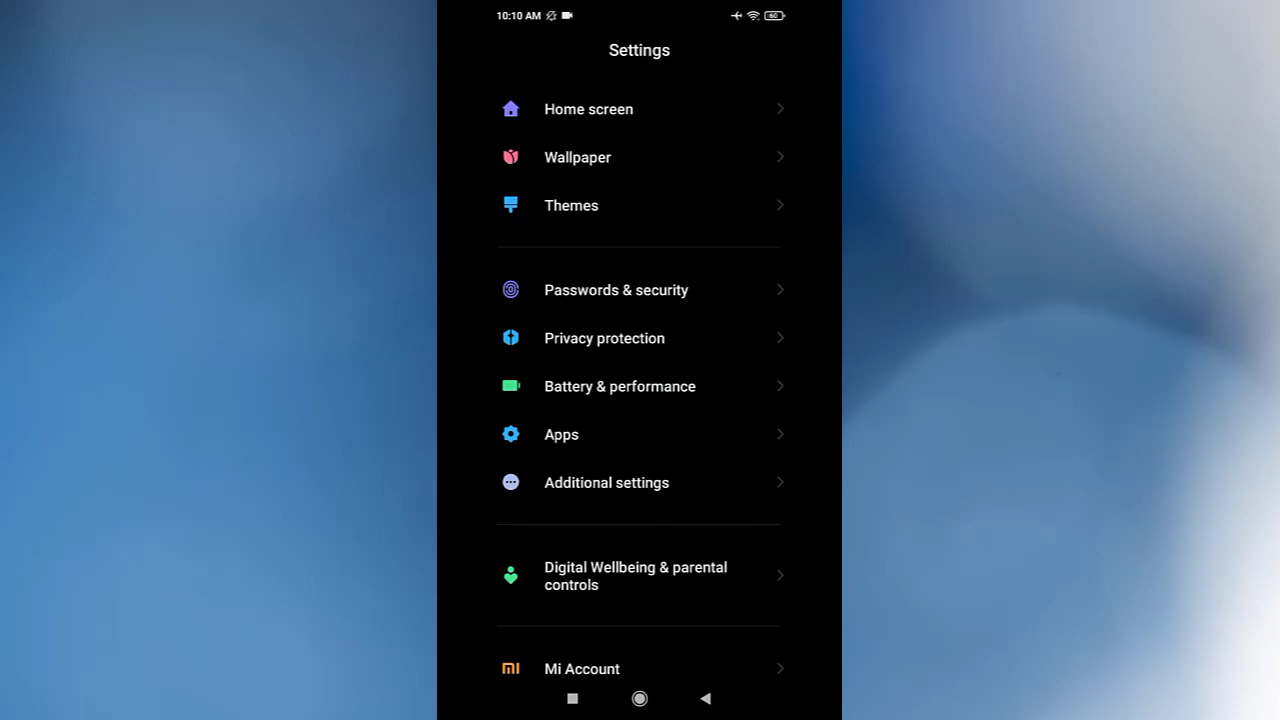 10:10 AM 60
Settings
Home screen
Wallpaper
Themes
Passwords & security
Privacy protection
Battery & performance
Apps
Additional settings
Digital Wellbeing & parental
controls
Mi Account